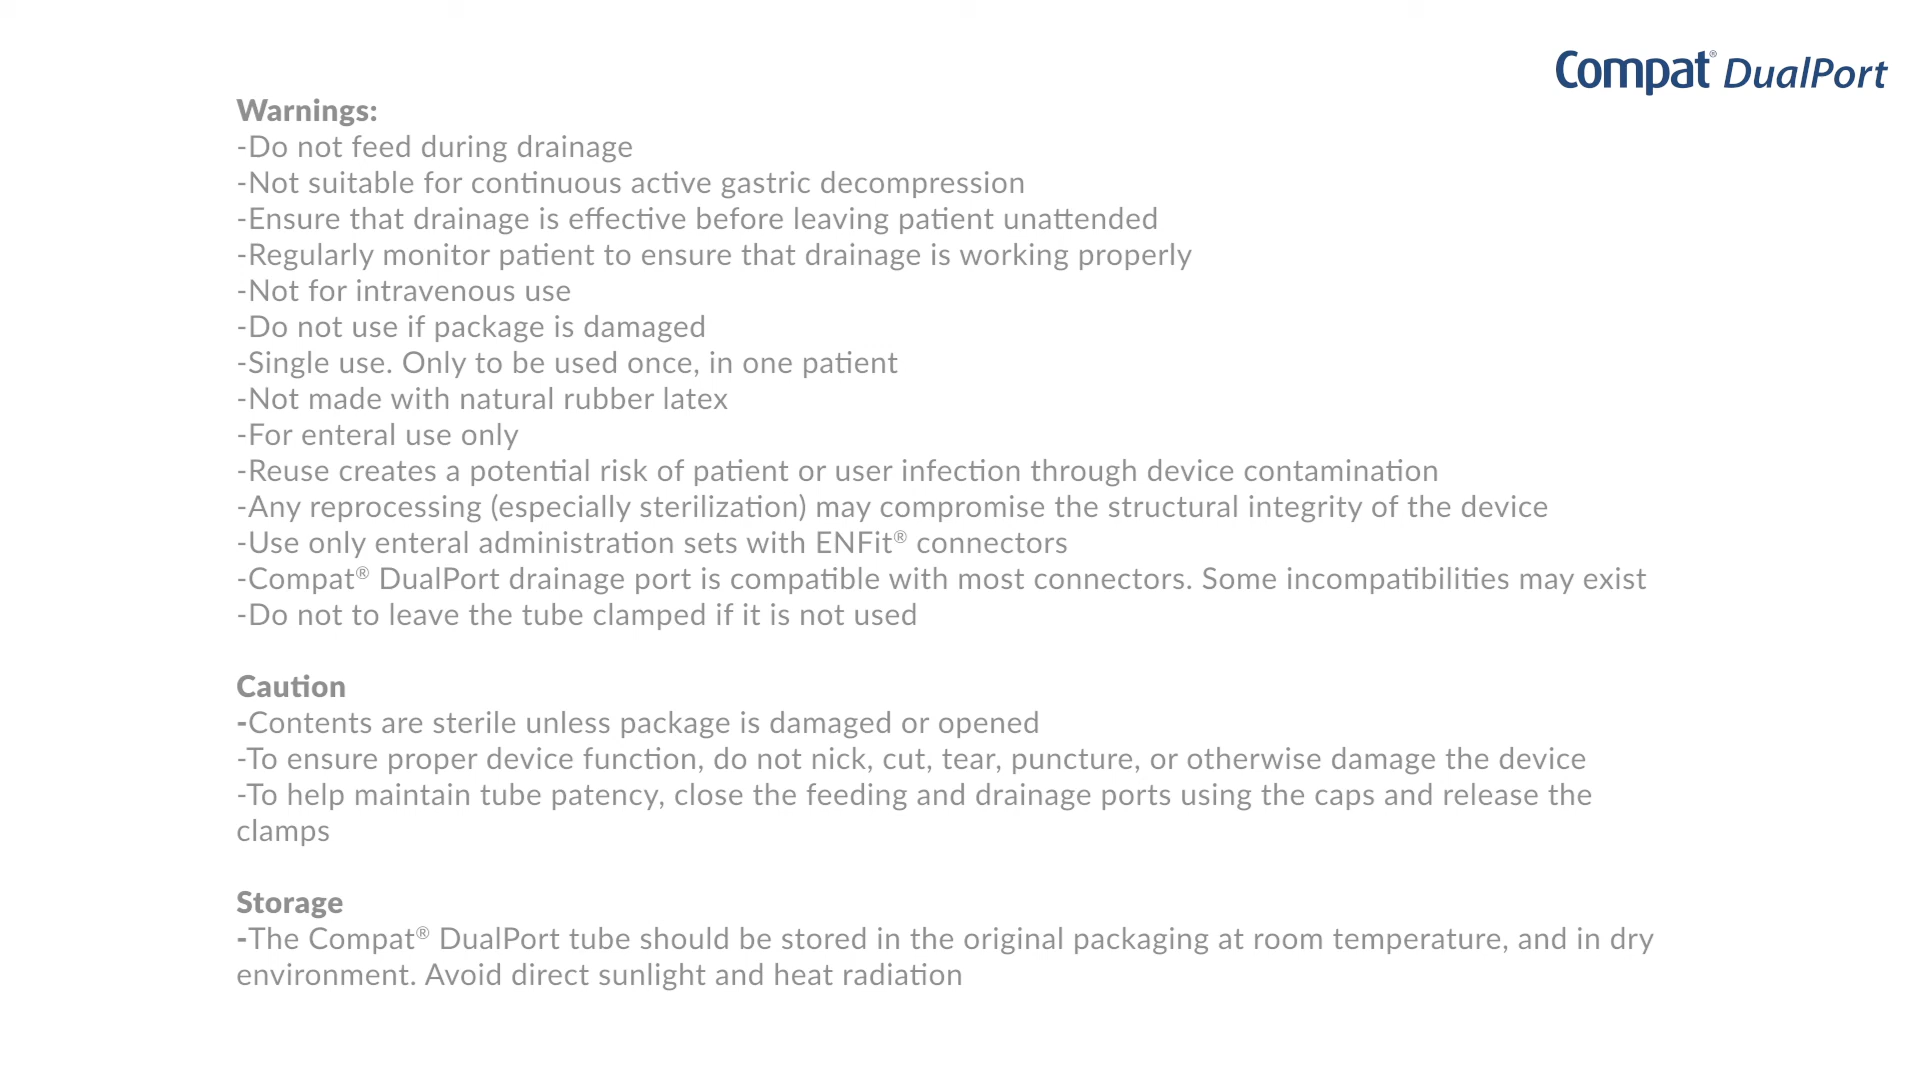 Compat® DualPort
Warnings:
-Do not feed during drainage
-Not suitable for continuous active gastric decompression
-Ensure that drainage is effective before leaving patient unattended
-Regularly monitor patient to ensure that drainage is working properly
-Not for intravenous use
-Do not use if package is damaged
-Single use. Only to be used once, in one patient
-Not made with natural rubber latex
-For enteral use only
-Reuse creates a potential risk of patient or user infection through device contamination
-Any reprocessing (especially sterilization) may compromise the structural integrity of the device
-Use only enteral administration sets with ENFit® connectors
-Compat® DualPort drainage port is compatible with most connectors. Some incompatibilities may exist
-Do not to leave the tube clamped if it is not used
Caution
-Contents are sterile unless package is damaged or opened
-To ensure proper device function, do not nick, cut, tear, puncture, or otherwise damage the device
-To help maintain tube patency, close the feeding and drainage ports using the caps and release the
clamps
Storage
-The Compat® DualPort tube should be stored in the original packaging at room temperature, and in dry
environment. Avoid direct sunlight and heat radiation